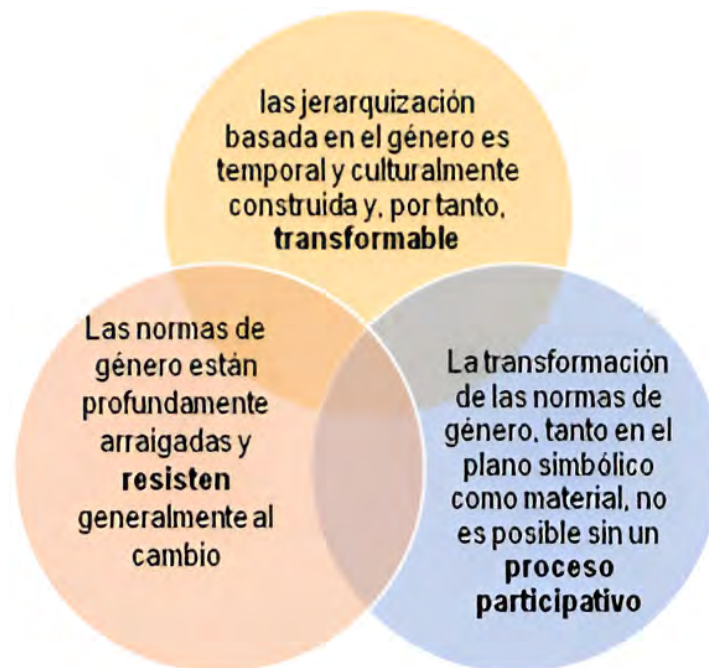 las jerarquización
basada en el género es
temporal y culturalmente
construida y, por tanto,
transformable
Las normas de
género están
profundamente
arraigadas y
resisten
generalmente al
cambio
La transformación
de las normas de
género, tanto en el
plano simbólico
como material, no
es posible sin un
proceso
participativo